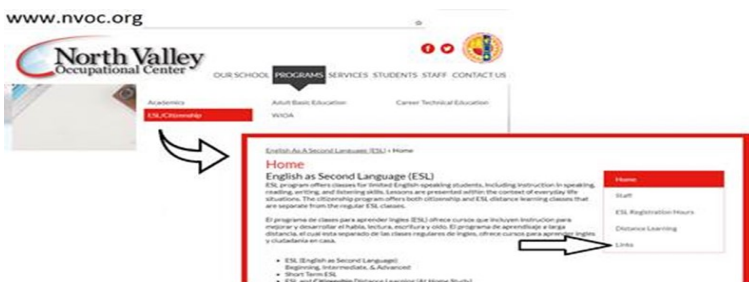 www.nvoc.org
North Valley
Occupational Center
OUR SCHOOL PROGRAMS SERVICES STUDENTS STAFF CONTACT US
Academics Adult Basic Education Career Technical Education
ESL/Citizenship WIOA
English As A Second Language (ESL) » Home
Home
English as Second Language (ESL)
ESL program offers classes for limited English speaking students, including instruction in speaking,
reading, writing, and listening skills. Lessons are presented within the context of everyday life
situations. The citizenship program offers both citizenship and ESL distance learning classes that
are separate from the regular ESL classes.
El programa de clases para aprender ingles (ESL) ofrece cursos que incluyen instrucion para
mejorar y desarrollar el habla, lectura, escritura y oido. El programa de aprendisaje a larga
distancia, el cual esta separado de las clases regulares de ingles, ofrece cursos para aprender ingles
y ciudadania en casa.
ESL (English as Second Language)
Beginning, Intermediate, & Advanced
Short Term ESL
ESL and Citizenship Distance Learning (At Home Study)
Home
Staff
ESL Registration Hours
Distance Learning
Links